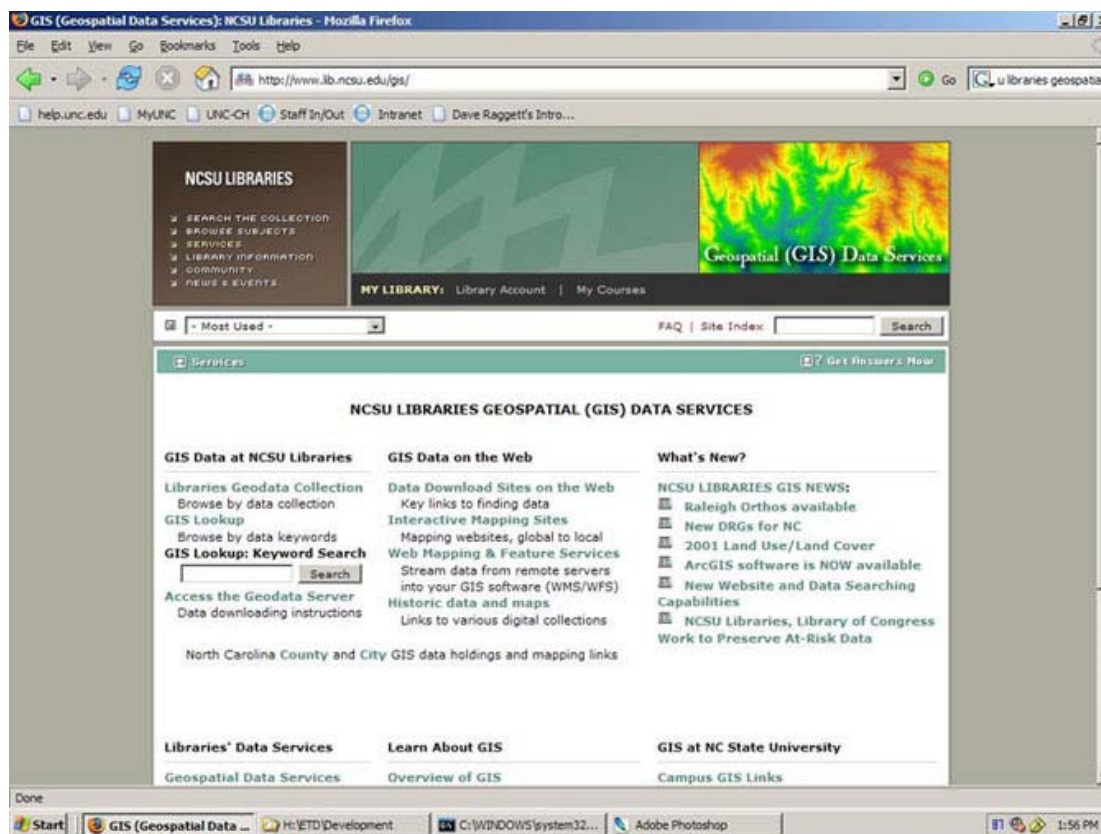 GIS (Geospatial Data Services): NCSU Libraries - Mozilla Firefox
File Edit View Go Bookmarks Tools Help
http://www.lib.ncsu.edu/gis/ Go u libraries geospatia
help.unc.edu MyUNC UNC-CH Staff In/Out Intranet Dave Raggett's Intro...
NCSU LIBRARIES
SEARCH THE COLLECTION
BROWSE SUBJECTS
SERVICES
LIBRARY INFORMATION
COMMUNITY
NEWS & EVENTS
Geospatial (GIS) Data Services
MY LIBRARY: Library Account | My Courses
- Most Used - FAQ | Site Index Search
Services ? Get Answers Now
NCSU LIBRARIES GEOSPATIAL (GIS) DATA SERVICES
GIS Data at NCSU Libraries
Libraries Geodata Collection
Browse by data collection
GIS Lookup
Browse by data keywords
GIS Lookup: Keyword Search
Search
Access the Geodata Server
Data downloading instructions
GIS Data on the Web
Data Download Sites on the Web
Key links to finding data
Interactive Mapping Sites
Mapping websites, global to local
Web Mapping & Feature Services
Stream data from remote servers
into your GIS software (WMS/WFS)
Historic data and maps
Links to various digital collections
What's New?
NCSU LIBRARIES GIS NEWS:
Raleigh Orthos available
New DRGs for NC
2001 Land Use/Land Cover
ArcGIS software is NOW available
New Website and Data Searching
Capabilities
NCSU Libraries, Library of Congress
Work to Preserve At-Risk Data
North Carolina County and City GIS data holdings and mapping links
Libraries' Data Services
Geospatial Data Services
Learn About GIS
Overview of GIS
GIS at NC State University
Campus GIS Links
Done
Start GIS (Geospatial Data ... H:\ETD\Development C:\WINDOWS\system32... Adobe Photoshop 1:56 PM